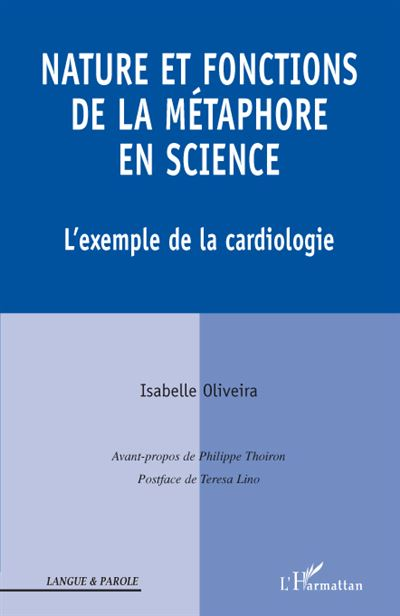 NATURE ET FONCTIONS
DE LA MÉTAPHORE
EN SCIENCE
L'exemple de la cardiologie
Isabelle Oliveira
Avant-propos de Philippe Thoiron
Postface de Teresa Lino
LANGUE & PAROLE
L'Harmattan